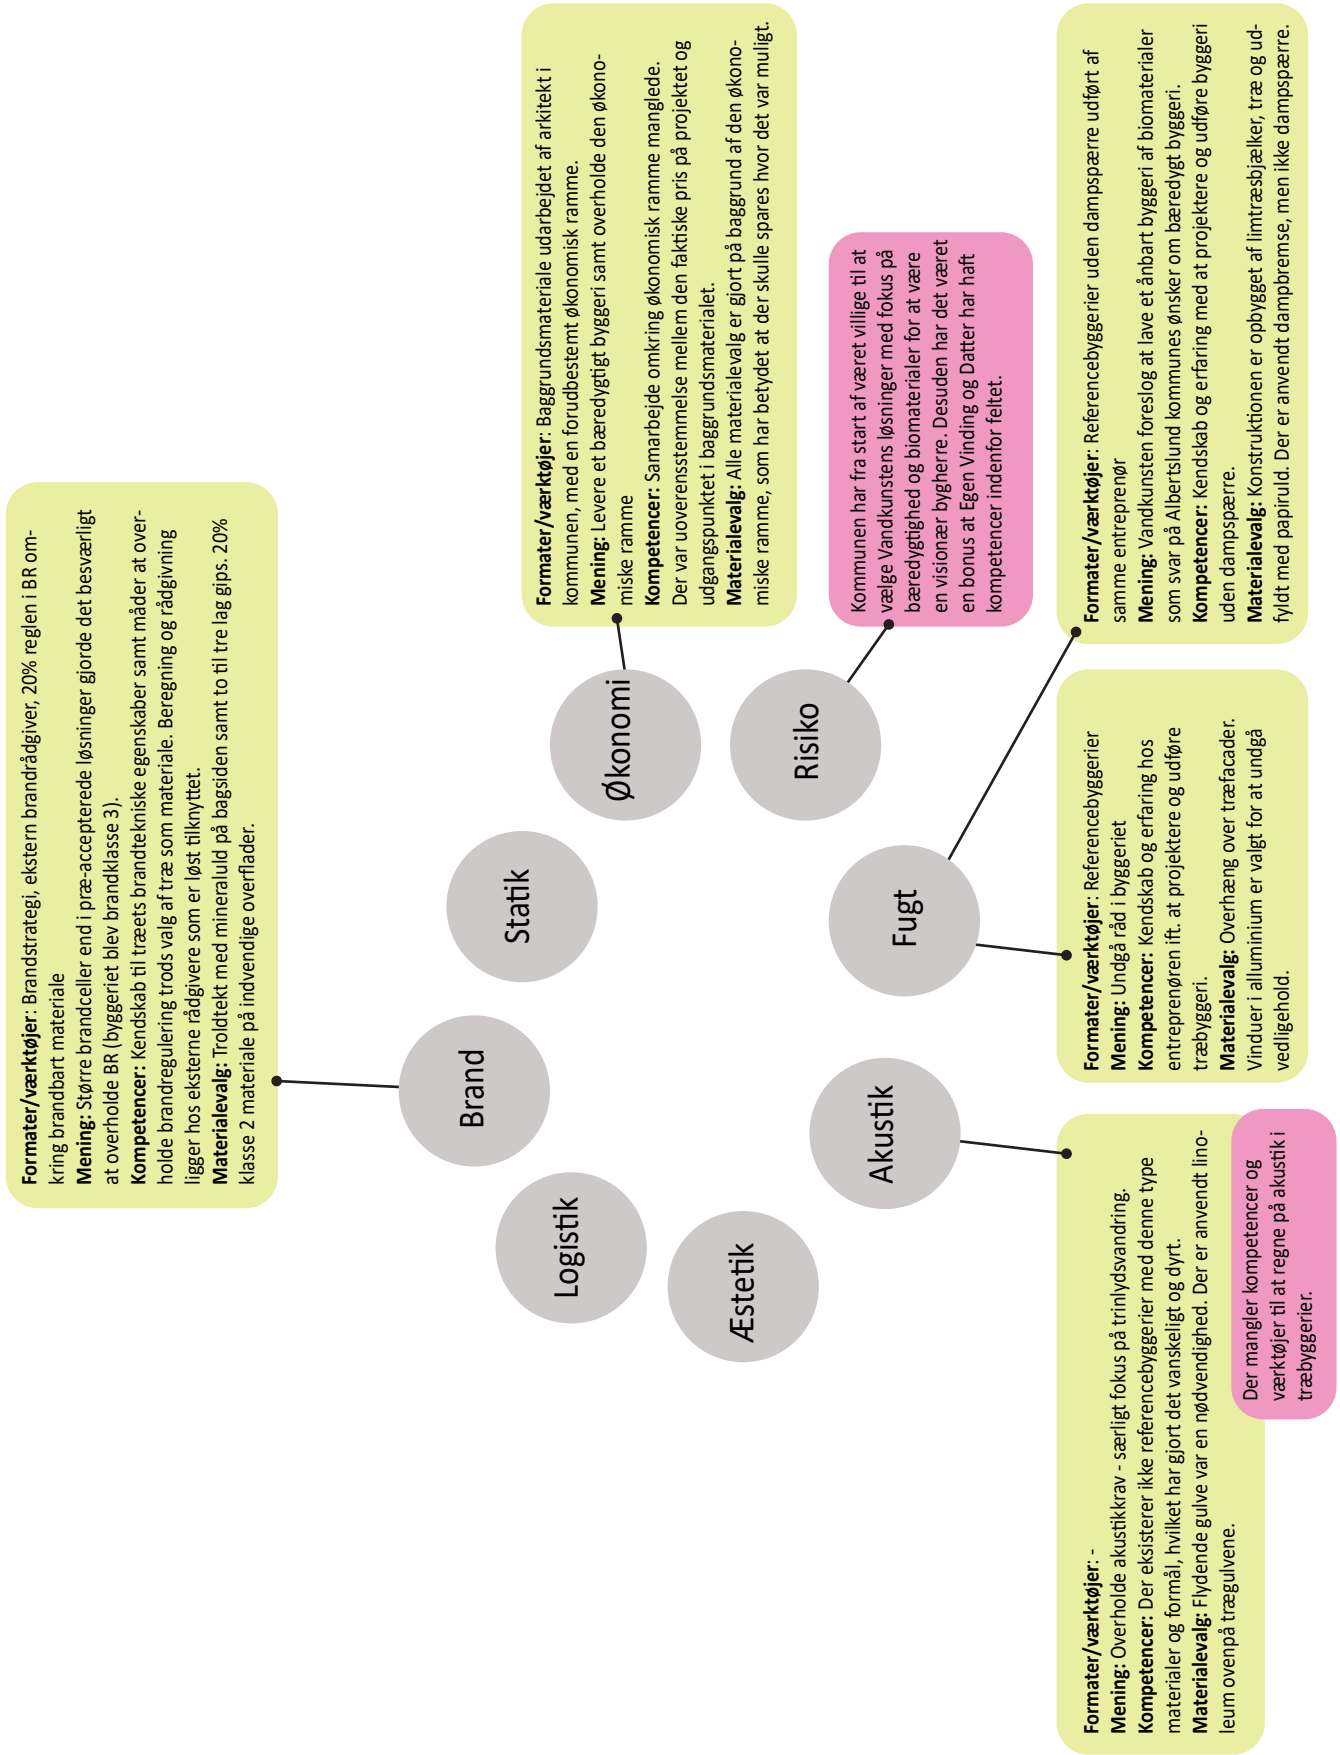 Formater/værktøjer: Brandstrategi, ekstern brandrådgiver, 20% reglen i BR om-
kring brandbart materiale
Mening: Større brandceller end i præ-accepterede løsninger gjorde det besværligt
at overholde BR (byggeriet blev brandklasse 3).
Kompetencer: Kendskab til træets brandtekniske egenskaber samt måder at over-
holde brandregulering trods valg af træ som materiale. Beregning og rådgivning
ligger hos eksterne rådgivere som er løst tilknyttet.
Materialevalg: Troldtekt med mineraluld på bagsiden samt to til tre lag gips. 20%
klasse 2 materiale på indvendige overflader.
Brand
Logistik
Statik
Økonomi
Formater/værktøjer: Baggrundsmateriale udarbejdet af arkitekt i
kommunen, med en forudbestemt økonomisk ramme.
Mening: Levere et bæredygtigt byggeri samt overholde den økono-
miske ramme
Kompetencer: Samarbejde omkring økonomisk ramme manglede.
Der var uoverensstemmelse mellem den faktiske pris på projektet og
udgangspunktet i baggrundsmaterialet.
Materialevalg: Alle materialevalg er gjort på baggrund af den økono-
miske ramme, som har betydet at der skulle spares hvor det var muligt.
Æstetik
Risiko
Kommunen har fra start af været villige til at
vælge Vandkunstens løsninger med fokus på
bæredygtighed og biomaterialer for at være
en visionær bygherre. Desuden har det været
en bonus at Egen Vinding og Datter har haft
kompetencer indenfor feltet.
Akustik
Fugt
Formater/værktøjer: -
Mening: Overholde akustikkrav - særligt fokus på trinlydsvandring.
Kompetencer: Der eksisterer ikke referencebyggerier med denne type
materialer og formål, hvilket har gjort det vanskeligt og dyrt.
Materialevalg: Flydende gulve var en nødvendighed. Der er anvendt lino-
leum ovenpå trægulvene.
Der mangler kompetencer og
værktøjer til at regne på akustik i
træbyggerier.
Formater/værktøjer: Referencebyggerier
Mening: Undgå råd i byggeriet
Kompetencer: Kendskab og erfaring hos
entreprenøren ift. at projektere og udføre
træbyggeri.
Materialevalg: Overhæng over træfacader.
Vinduer i alluminium er valgt for at undgå
vedligehold.
Formater/værktøjer: Referencebyggerier uden dampspærre udført af
samme entreprenør
Mening: Vandkunsten foreslog at lave et ånbart byggeri af biomaterialer
som svar på Albertslund kommunes ønsker om bæredygt byggeri.
Kompetencer: Kendskab og erfaring med at projektere og udføre byggeri
uden dampspærre.
Materialevalg: Konstruktionen er opbygget af limtræsbjælker, træ og ud-
fyldt med papiruld. Der er anvendt dampbremse, men ikke dampspærre.